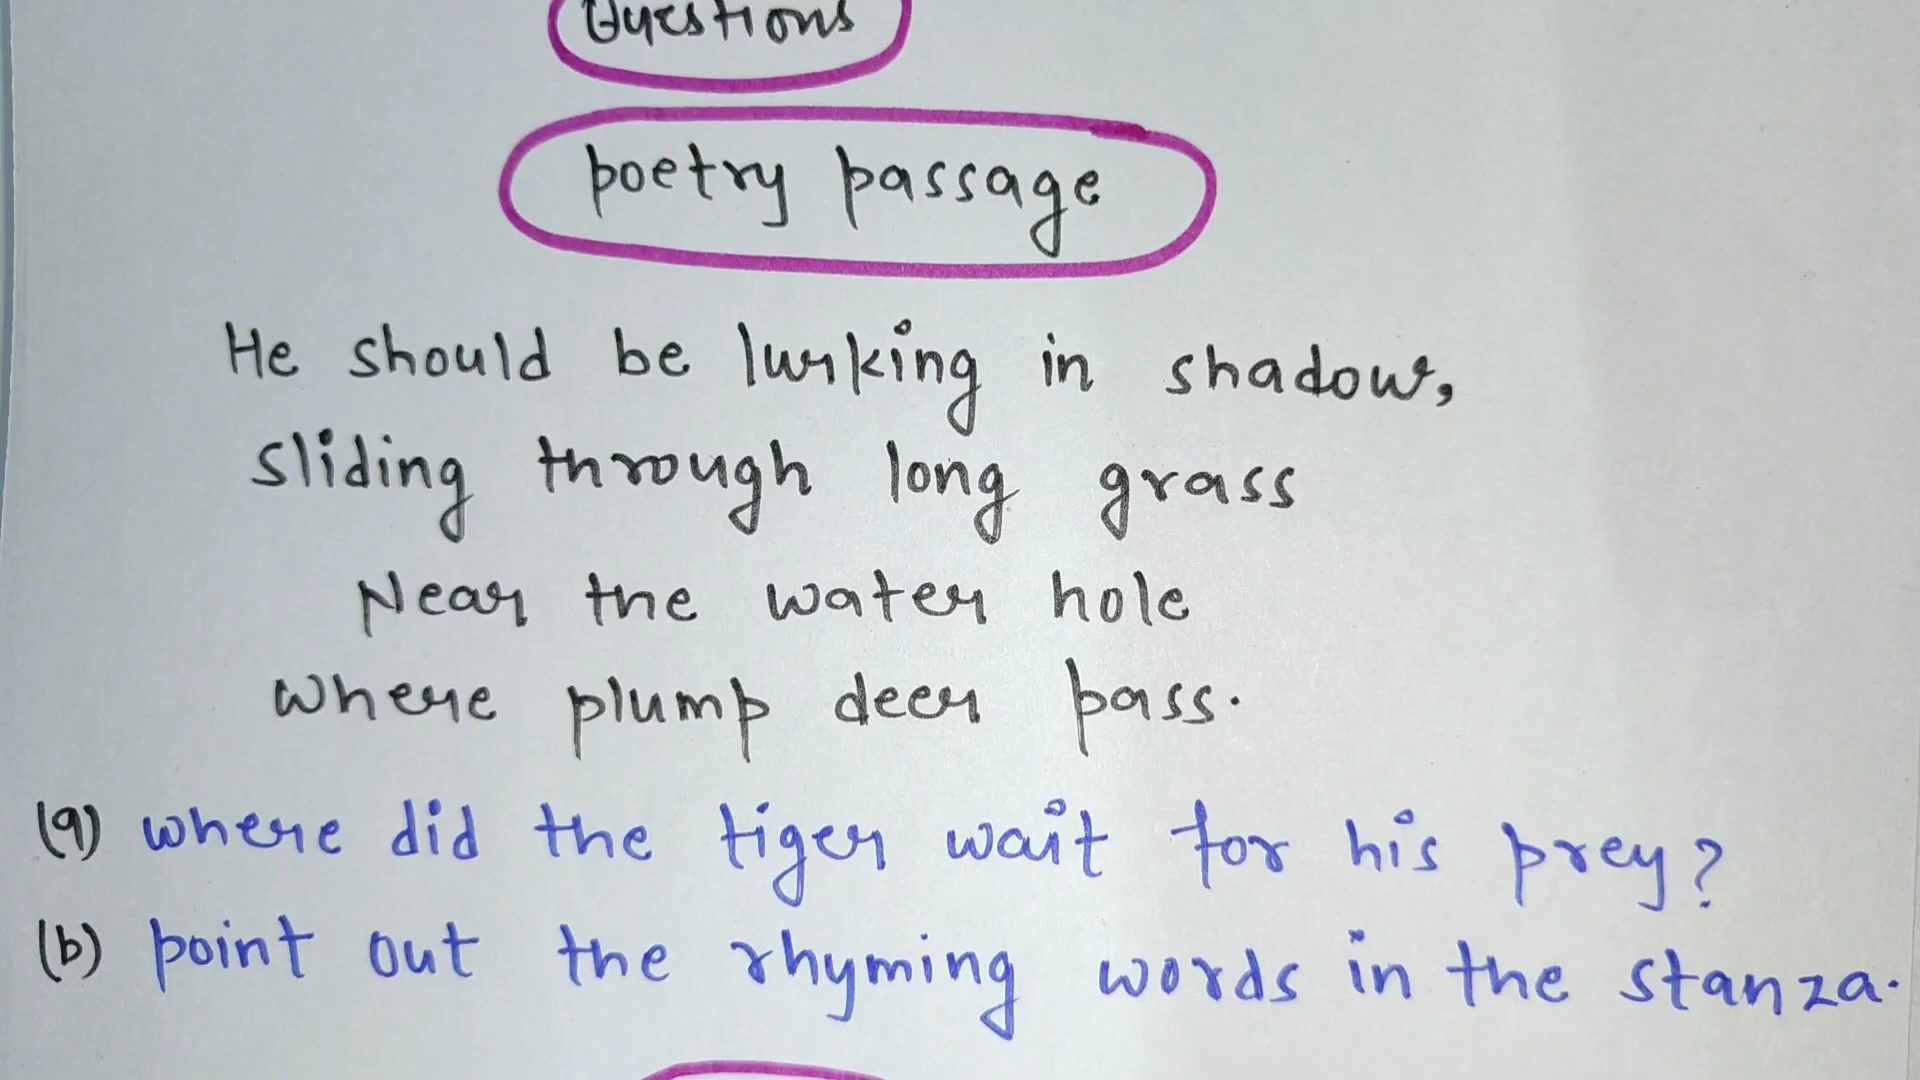 Questions
poetry passage
He should be lurking in shadow,
sliding through long grass
Near the water hole
where plump deer pass.
(a) where did the tiger wait for his prey?
(b) point out the rhyming words in the stanza.